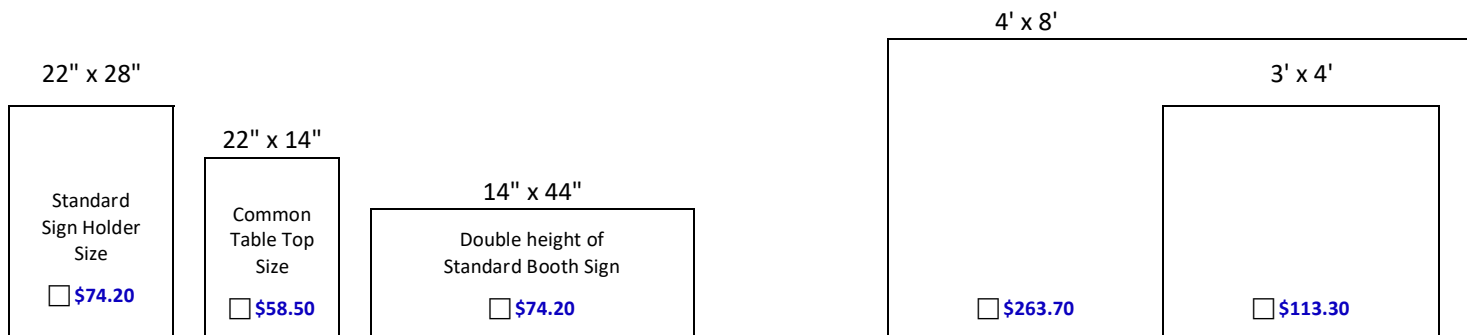 22" x 28"
Standard
Sign Holder
Size
$74.20
22" x 14"
Common
Table Top
Size
$58.50
14" x 44"
Double height of
Standard Booth Sign
$74.20
4' x 8'
$263.70
3' x 4'
$113.30